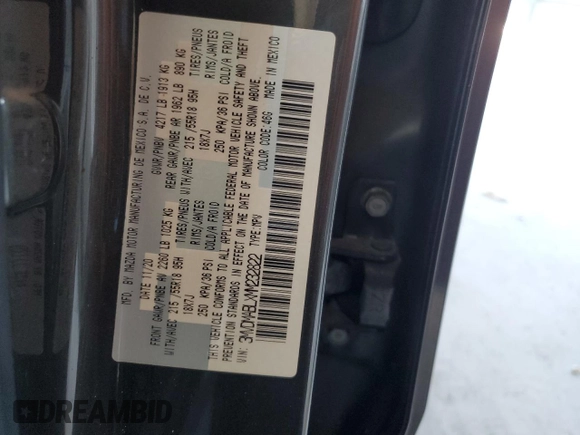 MFD. BY MAZDA MOTOR MANUFACTURING DE MEXICO S.A. DE C.V.
DATE 11/20 GVWR/PNBV 4217 LB 1913 KG
FRONT GAWR/PNBE AV 2260 LB 1025 KG REAR GAWR/PNBE AR 1962 LB 890 KG
WITH/AVEC 215 /55R18 95H TIRES/PNEUS WITH/AVEC 215 /55R18 95H TIRES/PNEUS
18X7J RIMS/JANTES 18X7J RIMS/JANTES
250 KPA/36 PSI COLD/A FROID 250 KPA/36 PSI COLD/A FROID
THIS VEHICLE CONFORMS TO ALL APPLICABLE FEDERAL MOTOR VEHICLE SAFETY AND THEFT
PREVENTION STANDARDS IN EFFECT ON THE DATE OF MANUFACTURE SHOWN ABOVE.
VIN: TYPE:MPV COLOR CODE:46G MADE IN MEXICO
DREAMBID